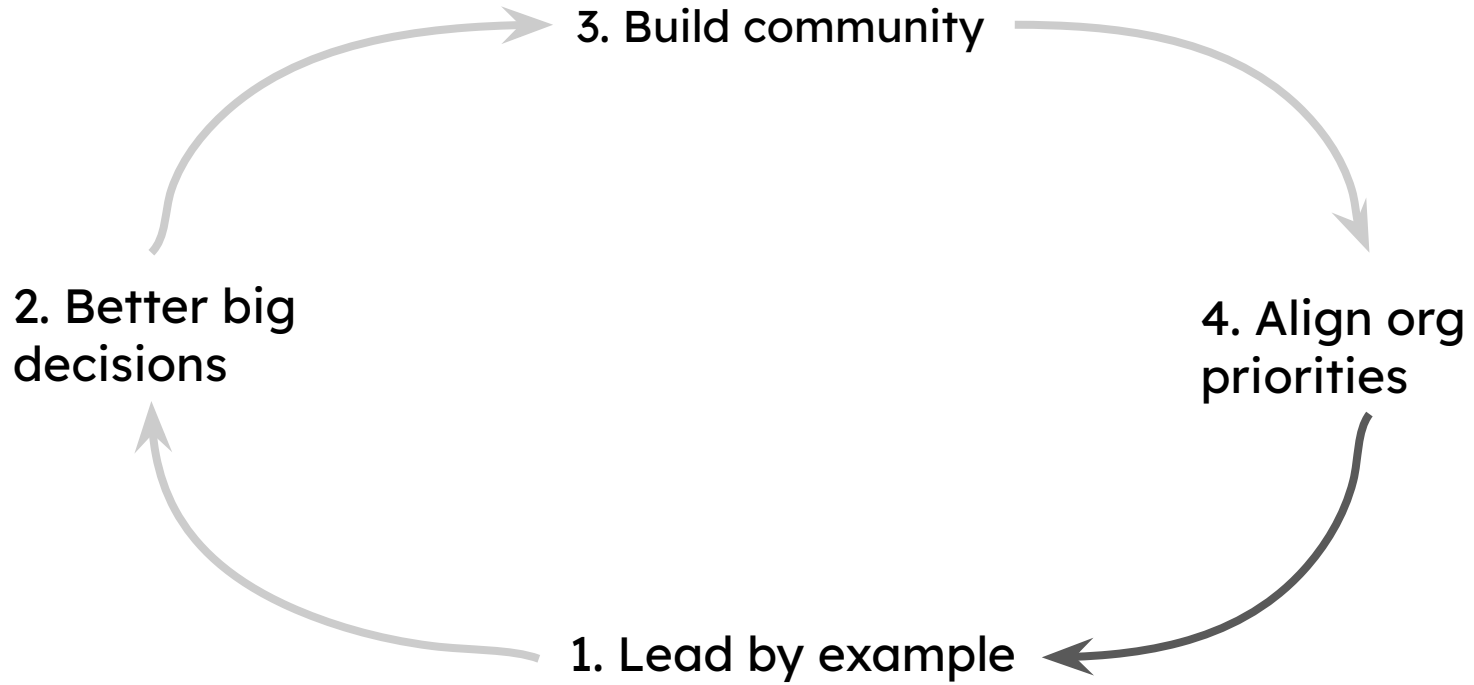 3. Build community
2. Better big
decisions
4. Align org
priorities
1. Lead by example